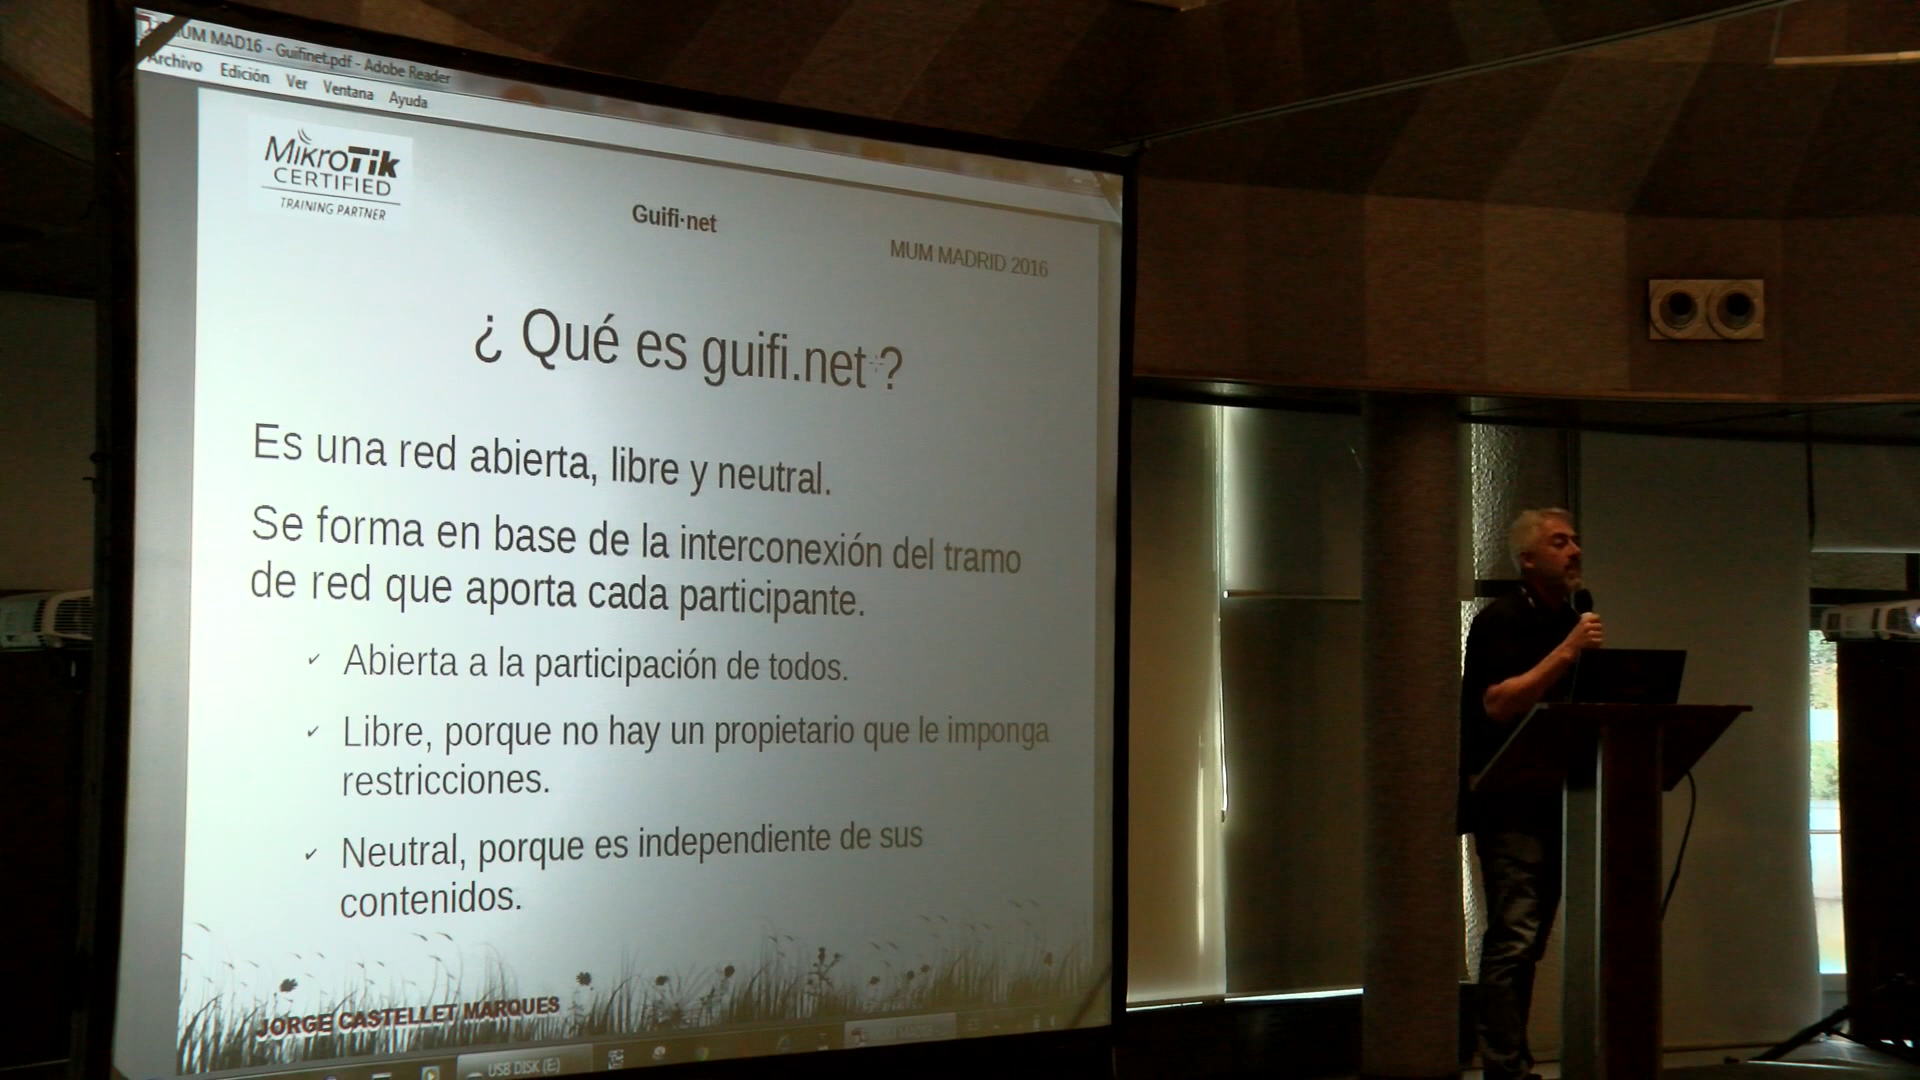 MUM MAD16 - Guifinet.pdf - Adobe Reader
Archivo Edición Ver Ventana Ayuda
MikroTik
CERTIFIED
TRAINING PARTNER
Guifi·net
MUM MADRID 2016
¿ Qué es guifi.net ?
Es una red abierta, libre y neutral.
Se forma en base de la interconexión del tramo
de red que aporta cada participante.
✓ Abierta a la participación de todos.
✓ Libre, porque no hay un propietario que le imponga
restricciones.
✓ Neutral, porque es independiente de sus
contenidos.
JORGE CASTELLET MARQUES
USB DISK (E:)